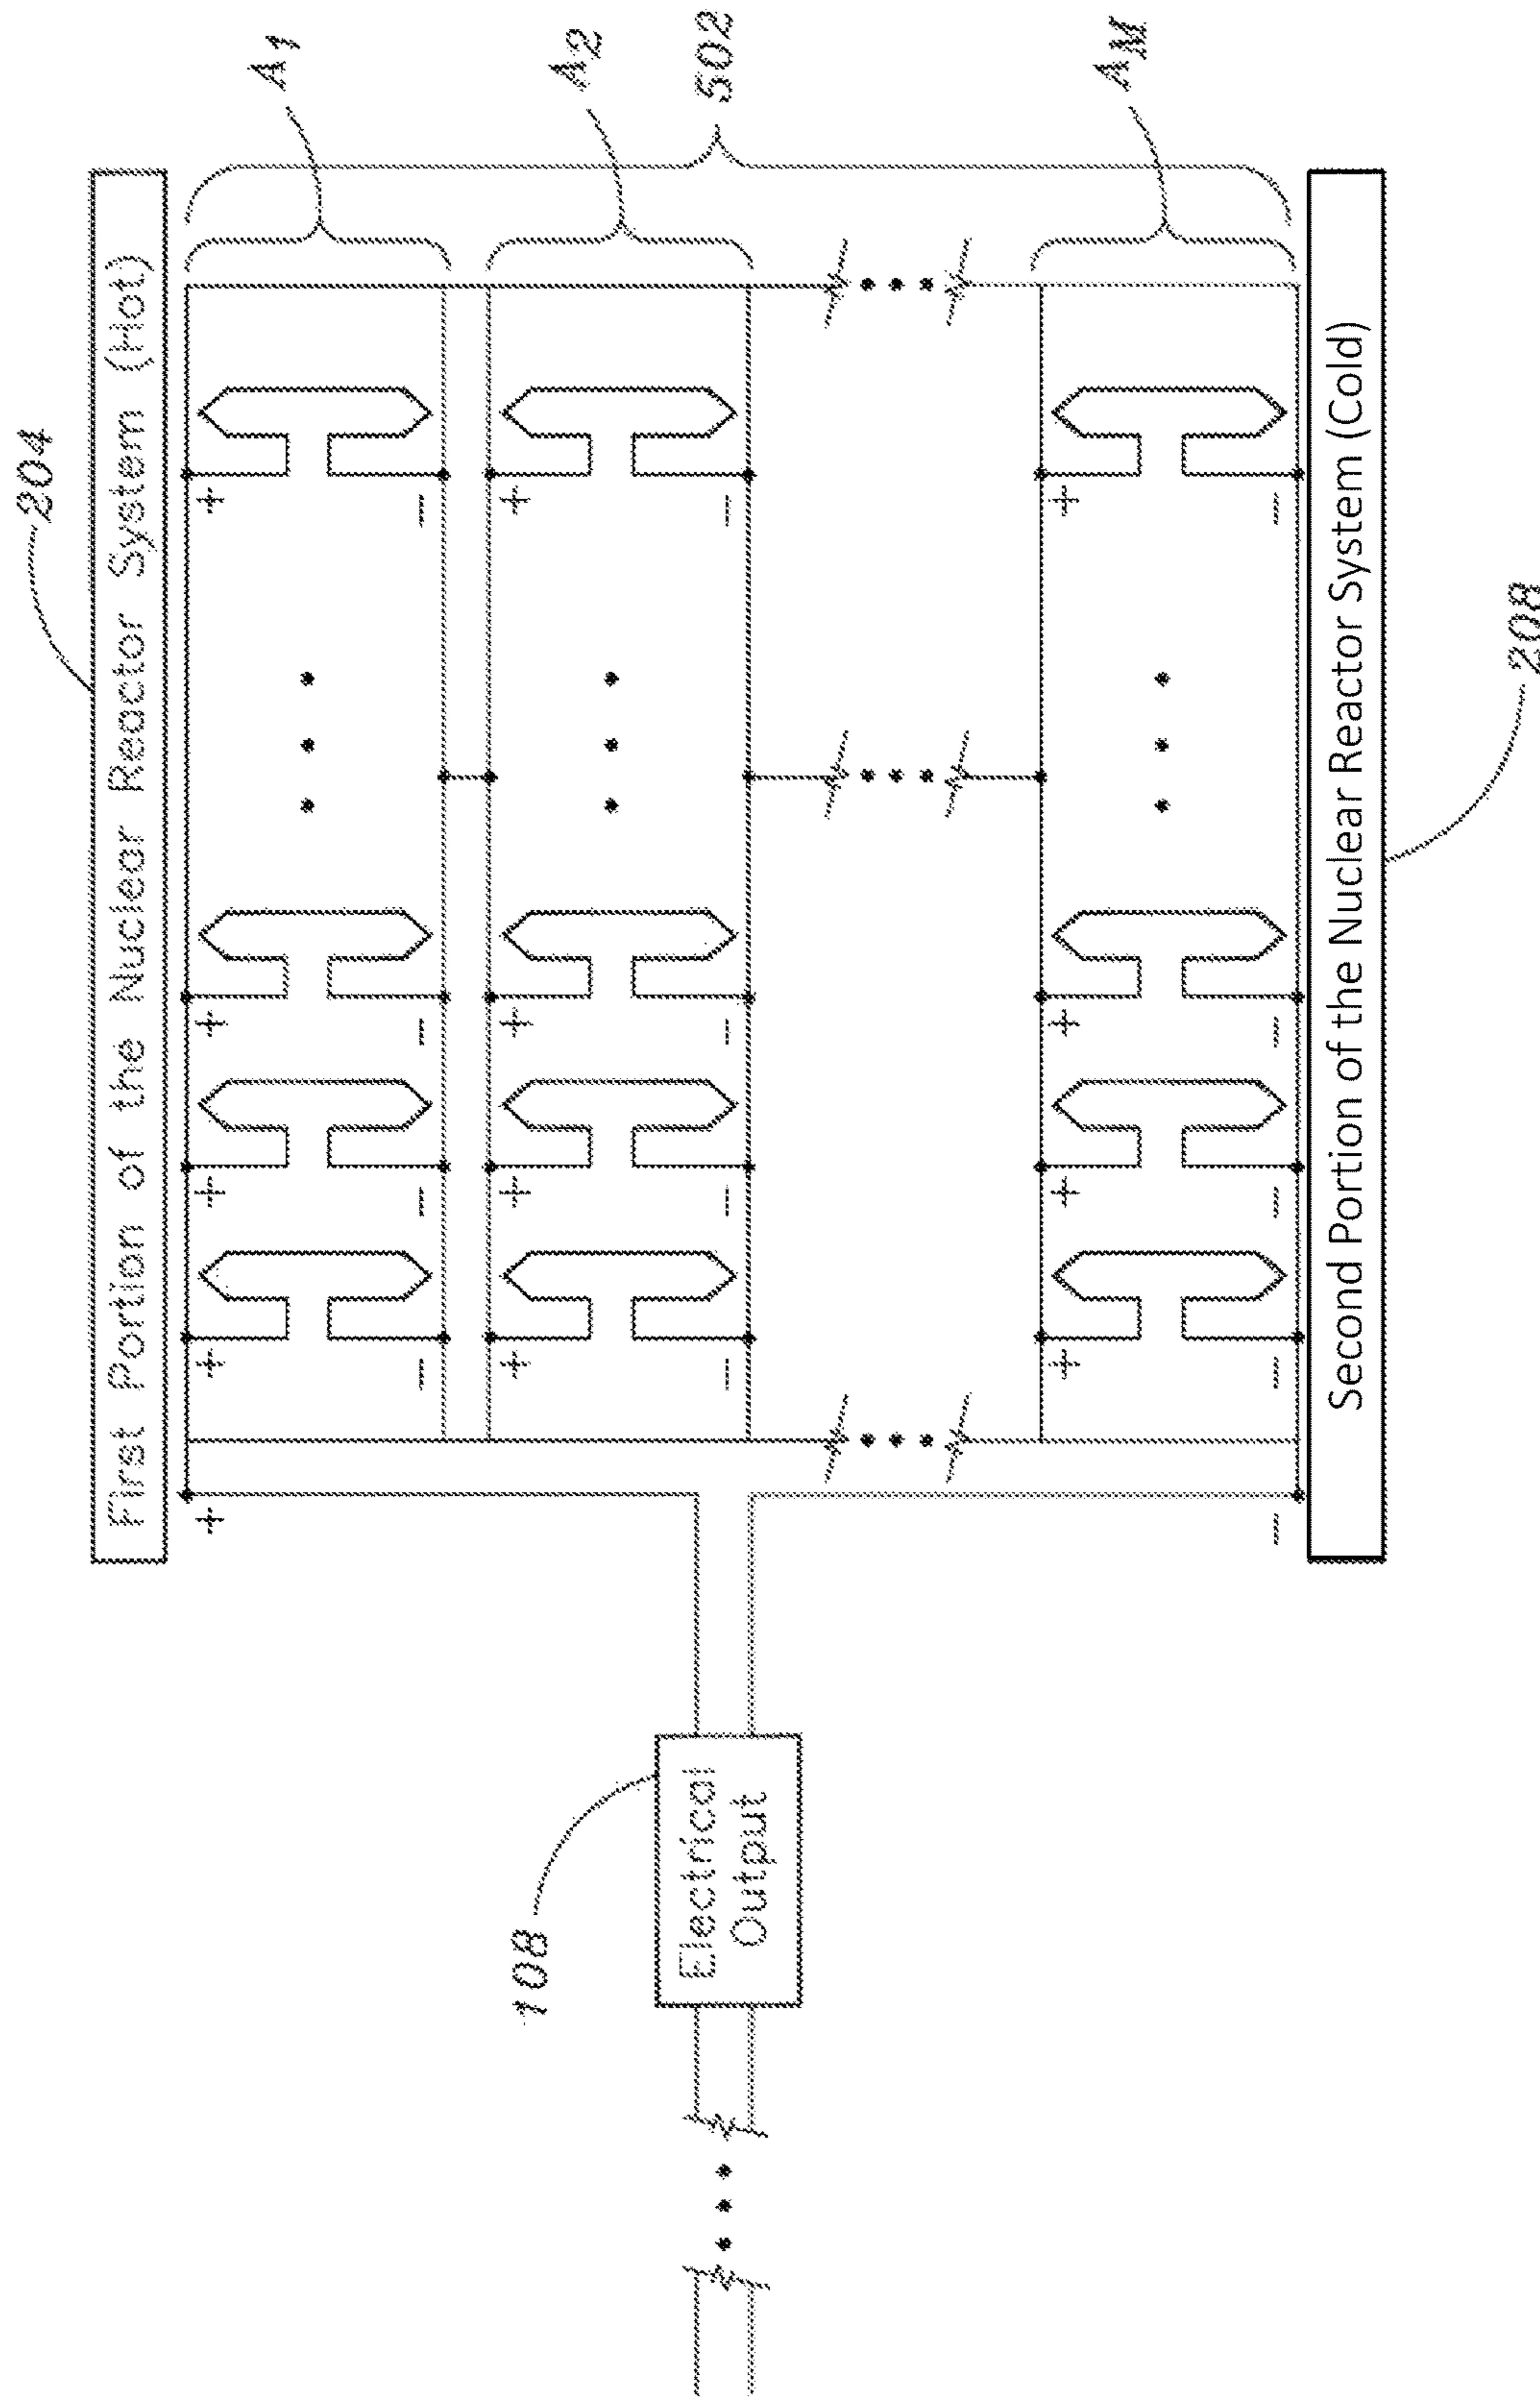 204
First Portion of the Nuclear Reactor System (Hot)
A1
A2
502
AM
+ + + + +
− − − −
+ + + +
− − − −
+ + + +
− − − − −
108
Electrical
Output
Second Portion of the Nuclear Reactor System (Cold)
208